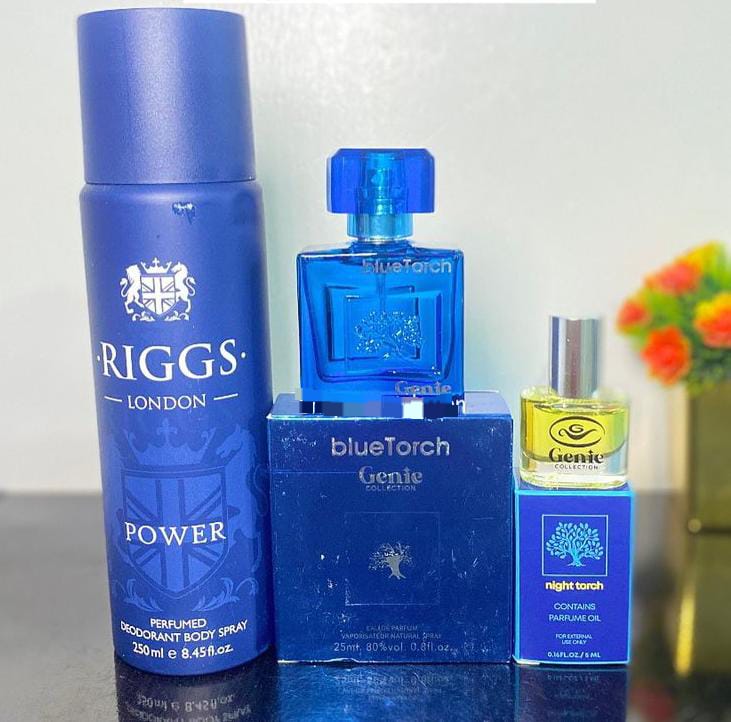 ·RIGGS·
LONDON
POWER
PERFUMED
DEODORANT BODY SPRAY
250ml e 8.45fl.oz.
blueTorch
Genie
blueTorch
Genie
COLLECTION
EAU DE PARFUM
VAPORISATEUR NATURAL SPRAY
25ml. 80%vol. 0.8fl.oz.
Genie
COLLECTION
night torch
CONTAINS
PARFUME OIL
FOR EXTERNAL
USE ONLY
0.16FL.OZ./ 5 ML